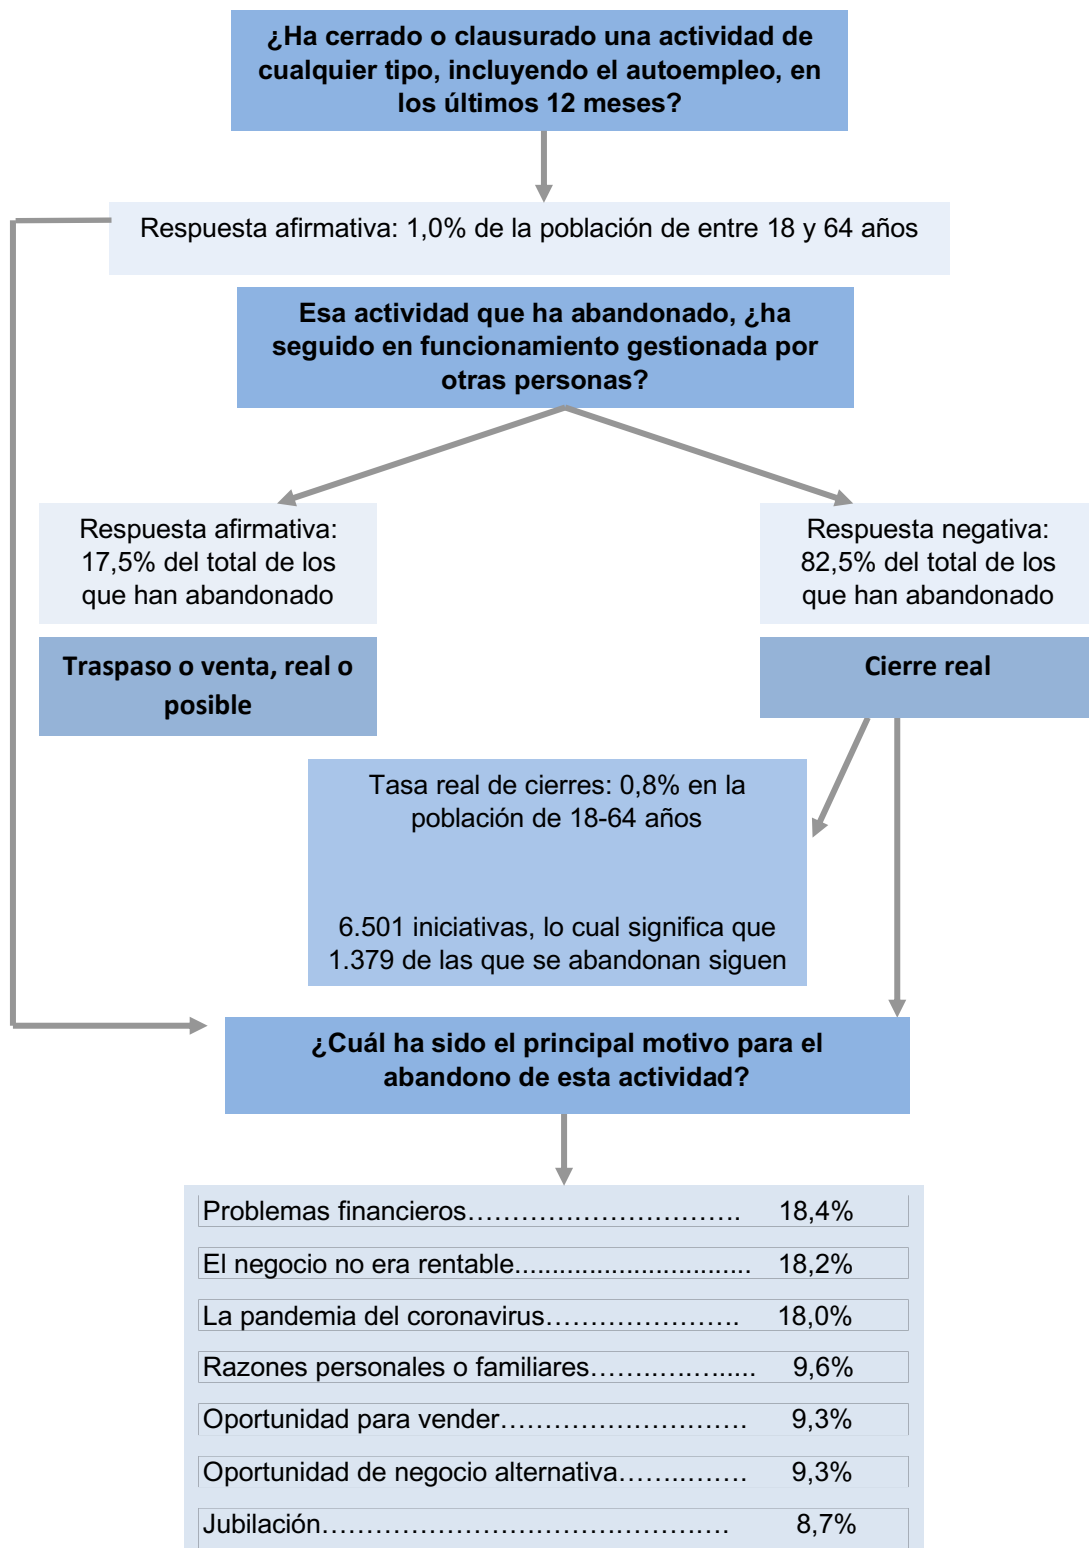 ¿Ha cerrado o clausurado una actividad de
cualquier tipo, incluyendo el autoempleo, en
los últimos 12 meses?
Respuesta afirmativa: 1,0% de la población de entre 18 y 64 años
Esa actividad que ha abandonado, ¿ha
seguido en funcionamiento gestionada por
otras personas?
Respuesta afirmativa:
17,5% del total de los
que han abandonado
Respuesta negativa:
82,5% del total de los
que han abandonado
Traspaso o venta, real o
posible
Cierre real
Tasa real de cierres: 0,8% en la
población de 18-64 años
6.501 iniciativas, lo cual significa que
1.379 de las que se abandonan siguen
¿Cuál ha sido el principal motivo para el
abandono de esta actividad?
Problemas financieros…………………………. 18,4%
El negocio no era rentable............................... 18,2%
La pandemia del coronavirus…………………. 18,0%
Razones personales o familiares……..…….…...... 9,6%
Oportunidad para vender………………………. 9,3%
Oportunidad de negocio alternativa……..……. 9,3%
Jubilación………………………………………. 8,7%